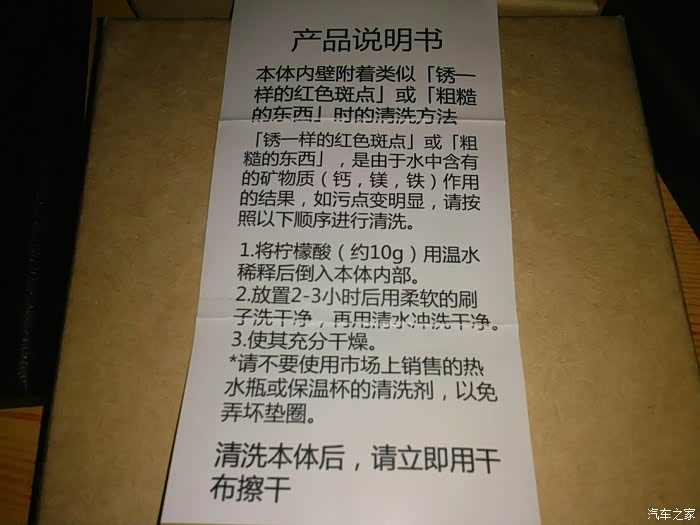 产品说明书
本体内壁附着类似「锈一
样的红色斑点」或「粗糙
的东西」时的清洗方法
「锈一样的红色斑点」或「粗
糙的东西」，是由于水中含有
的矿物质（钙，镁，铁）作用
的结果，如污点变明显，请按
照以下顺序进行清洗。
1.将柠檬酸（约10g）用温水
稀释后倒入本体内部。
2.放置2-3小时后用柔软的刷
子洗干净，再用清水冲洗干净。
3.使其充分干燥。
*请不要使用市场上销售的热
水瓶或保温杯的清洗剂，以免
弄坏垫圈。
清洗本体后，请立即用干
布擦干
汽车之家